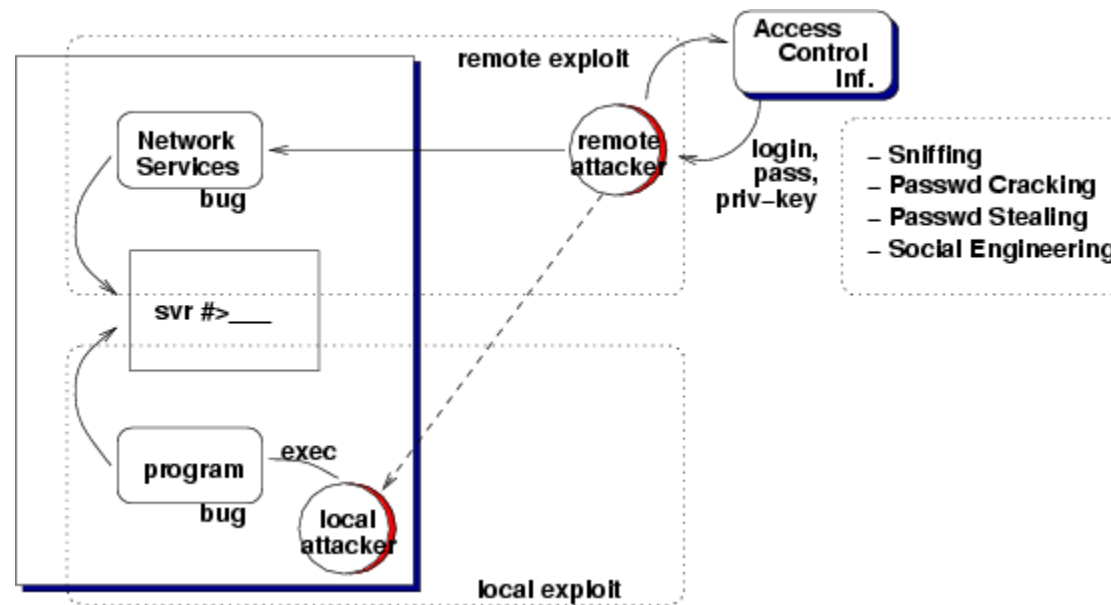 remote exploit
Access
Control
Inf.
Network
Services
bug
remote
attacker
login,
pass,
priv-key
– Sniffing
– Passwd Cracking
– Passwd Stealing
– Social Engineering
svr #>___
program
bug
exec
local
attacker
local exploit